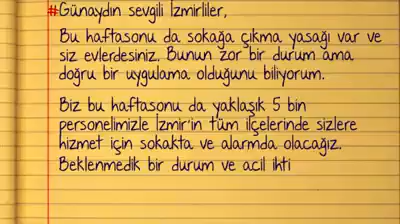 #Günaydın sevgili İzmirliler,
Bu haftasonu da sokağa çıkma yasağı var ve
siz evlerdesiniz. Bunun zor bir durum ama
doğru bir uygulama olduğunu biliyorum.
Biz bu haftasonu da yaklaşık 5 bin
personelimizle İzmir'in tüm ilçelerinde sizlere
hizmet için sokakta ve alarmda olacağız.
Beklenmedik bir durum ve acil ihti